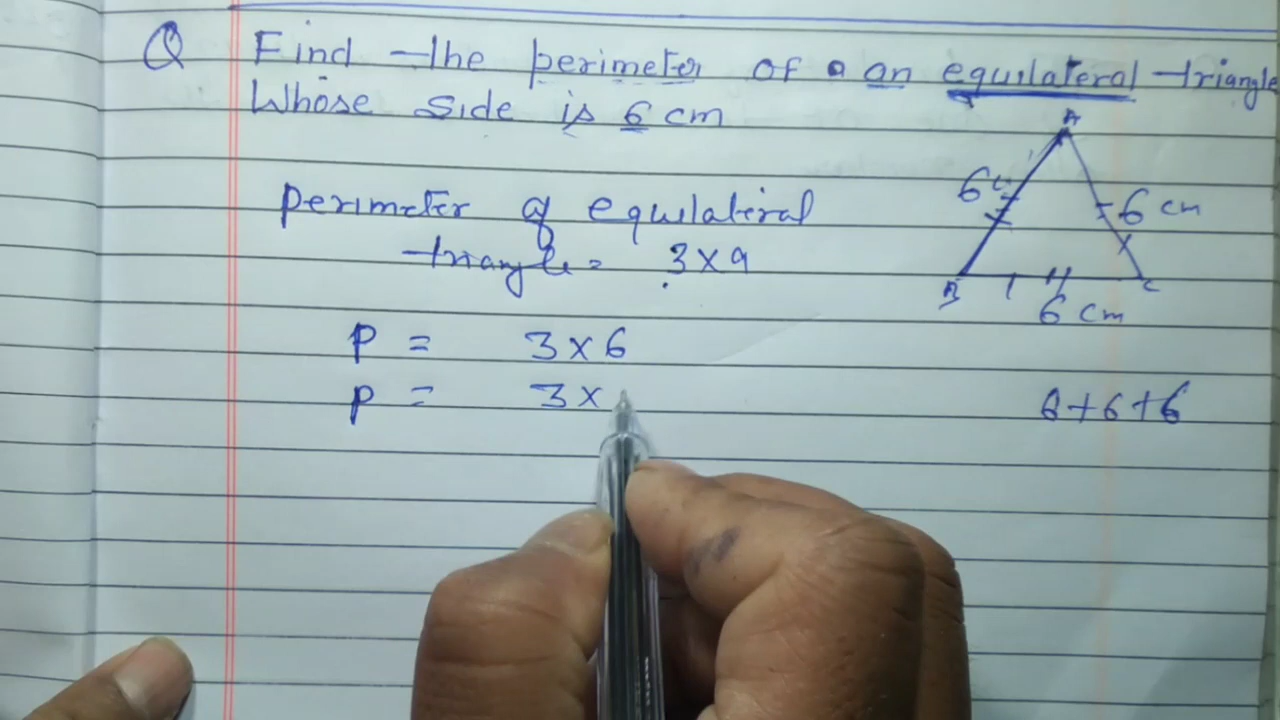 Q Find the perimeter of a an equilateral triangle
Whose side is 6 cm
A
6 cm
6 cm
B
C
6 cm
perimeter of equilateral
triangle = 3 × a
P = 3 × 6
P = 3 ×
6 + 6 + 6